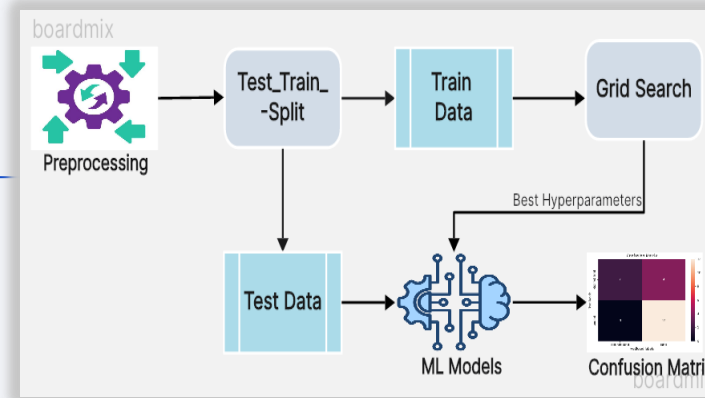 boardmix
Preprocessing
Test_Train_
-Split
Train
Data
Grid Search
Best Hyperparameters
Test Data
ML Models
Confusion Matri
boardmi